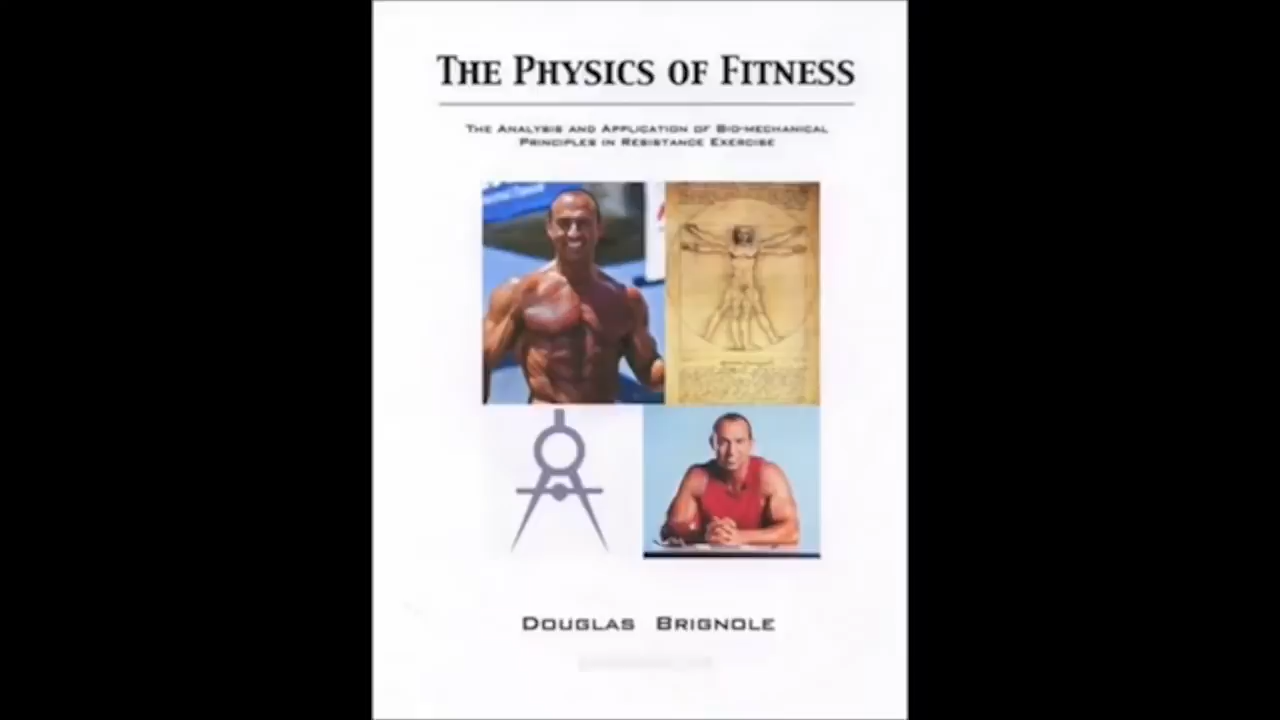 THE PHYSICS OF FITNESS
THE ANALYSIS AND APPLICATION OF BIO-MECHANICAL
PRINCIPLES IN RESISTANCE EXERCISE
DOUGLAS BRIGNOLE